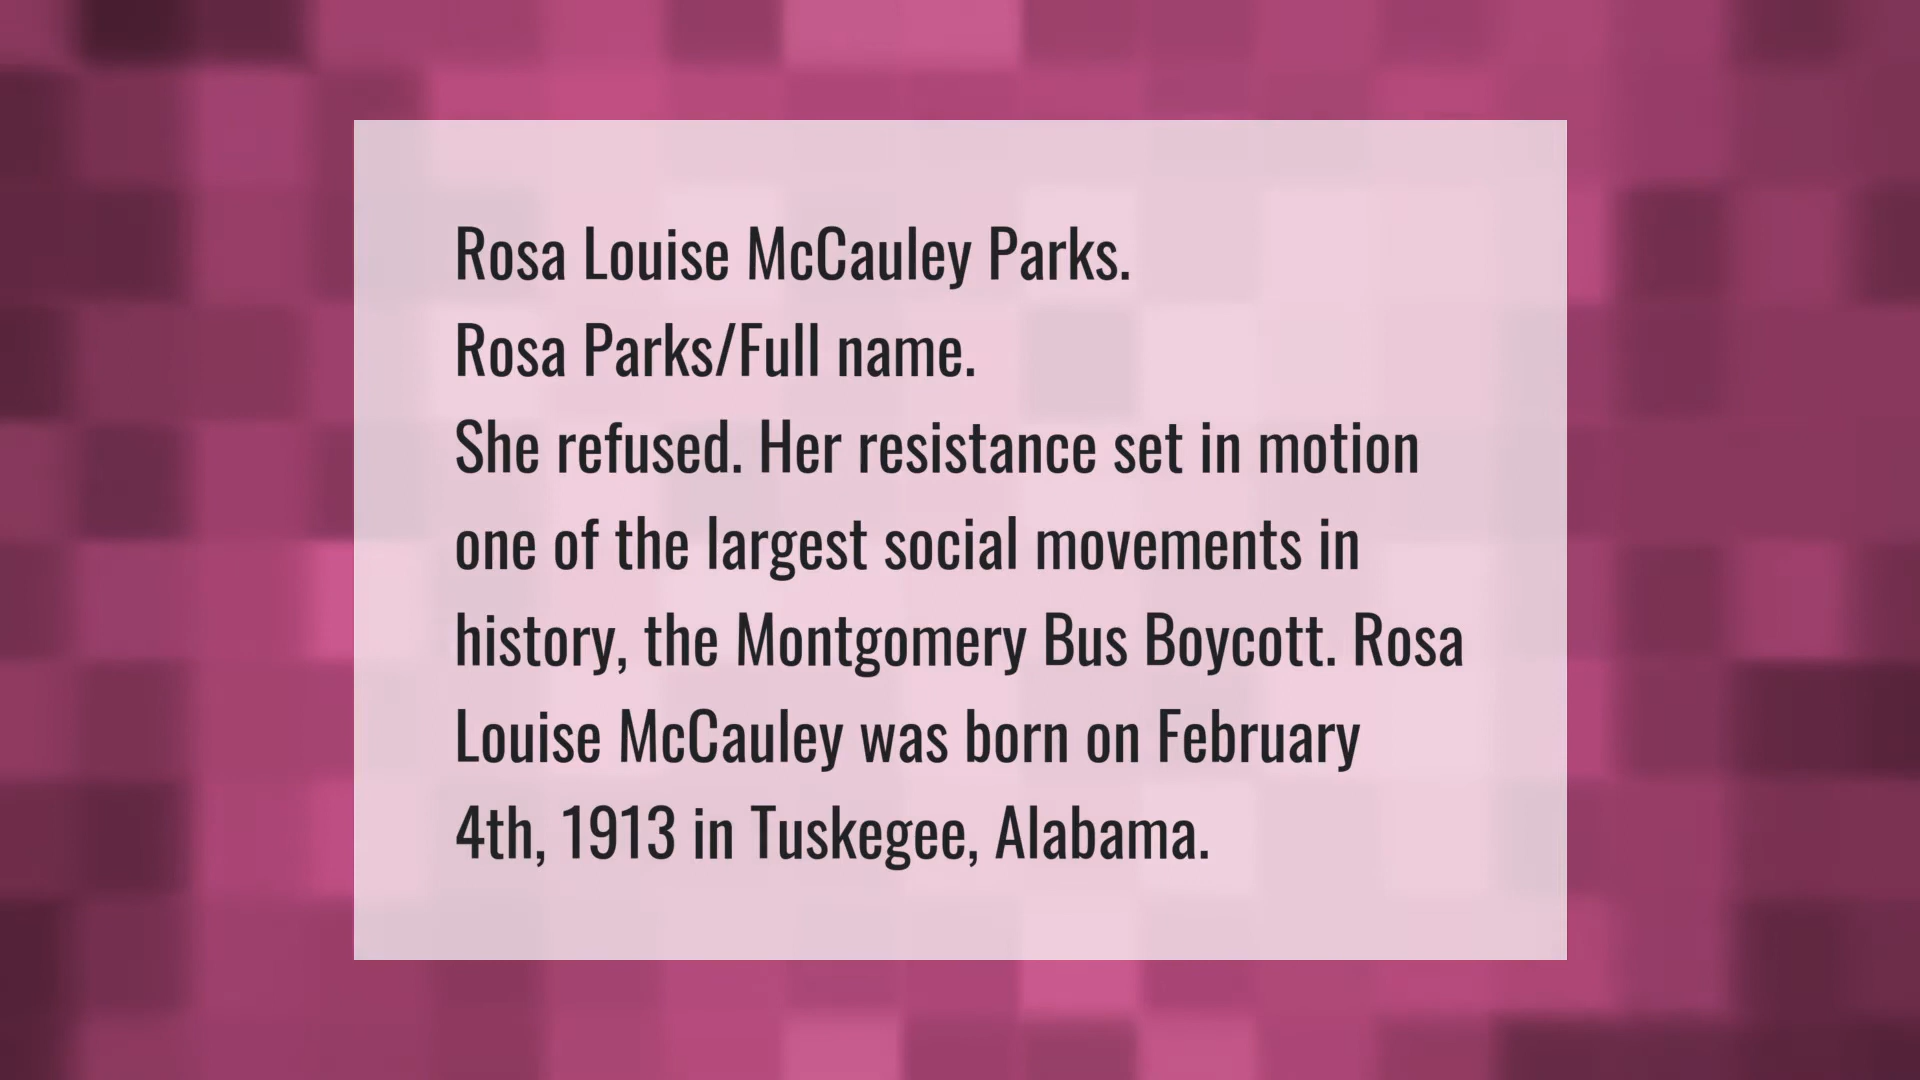 Rosa Louise McCauley Parks.
Rosa Parks/Full name.
She refused. Her resistance set in motion
one of the largest social movements in
history, the Montgomery Bus Boycott. Rosa
Louise McCauley was born on February
4th, 1913 in Tuskegee, Alabama.